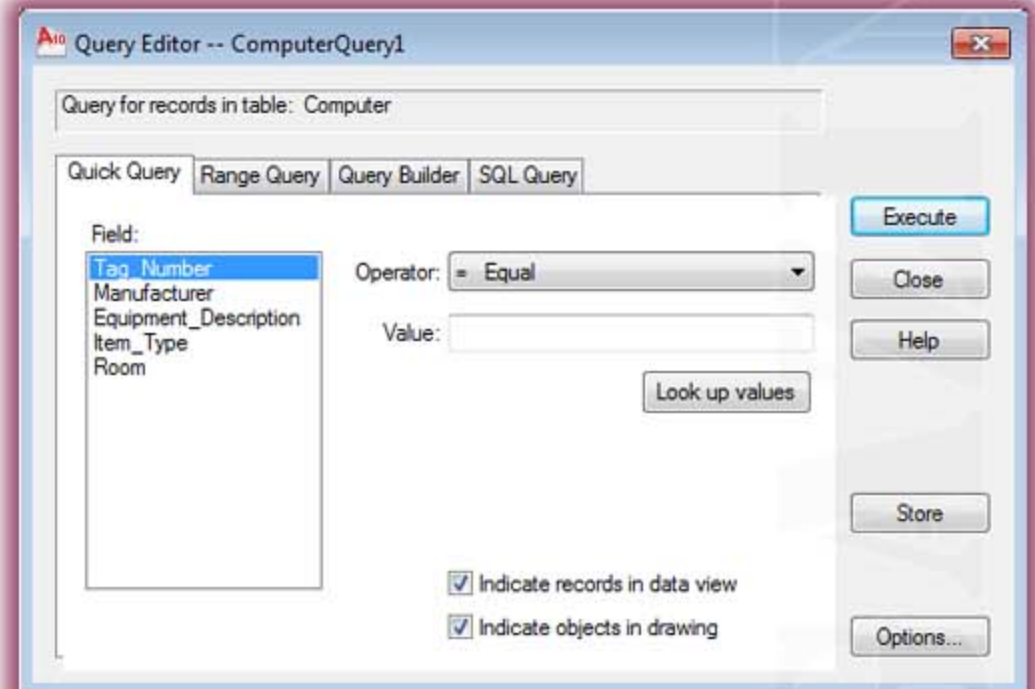 A10 Query Editor -- ComputerQuery1
Query for records in table: Computer
Quick Query Range Query Query Builder SQL Query
Field:
Tag_Number
Manufacturer
Equipment_Description
Item_Type
Room
Operator: = Equal
Value:
Look up values
Indicate records in data view
Indicate objects in drawing
Execute
Close
Help
Store
Options...